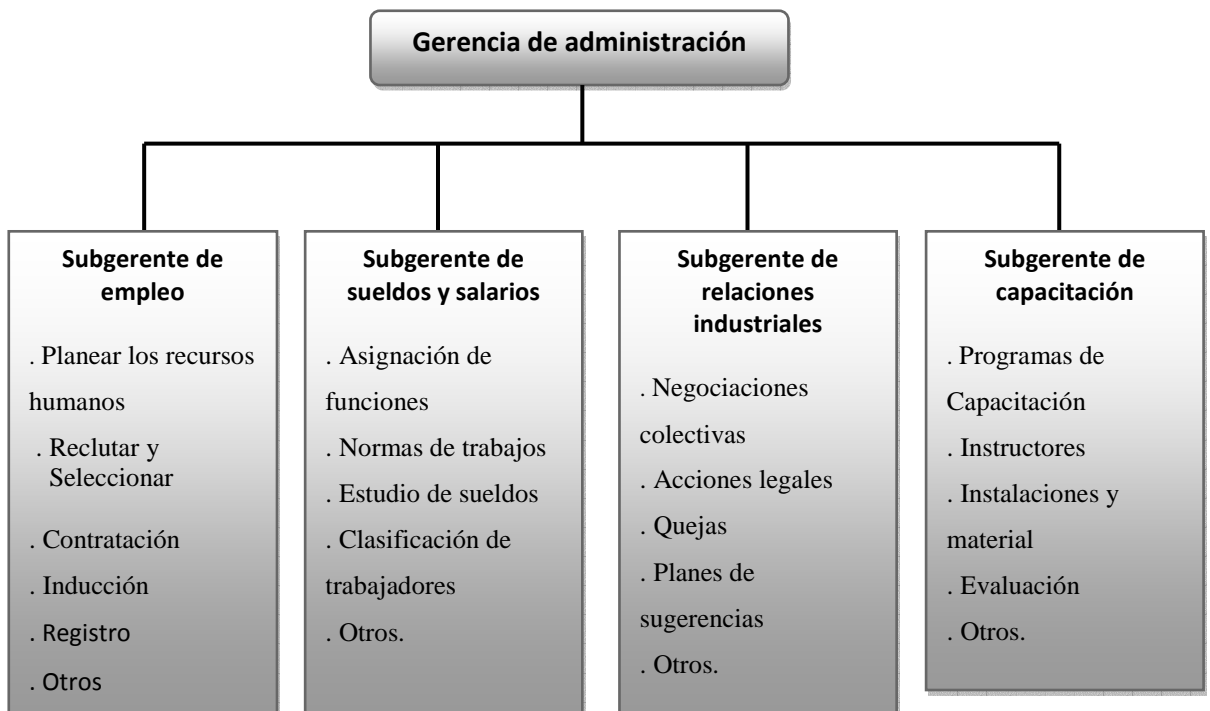 Gerencia de administración
Subgerente de
empleo
. Planear los recursos
humanos
. Reclutar y
Seleccionar
. Contratación
. Inducción
. Registro
. Otros
Subgerente de
sueldos y salarios
. Asignación de
funciones
. Normas de trabajos
. Estudio de sueldos
. Clasificación de
trabajadores
. Otros.
Subgerente de
relaciones
industriales
. Negociaciones
colectivas
. Acciones legales
. Quejas
. Planes de
sugerencias
. Otros.
Subgerente de
capacitación
. Programas de
Capacitación
. Instructores
. Instalaciones y
material
. Evaluación
. Otros.